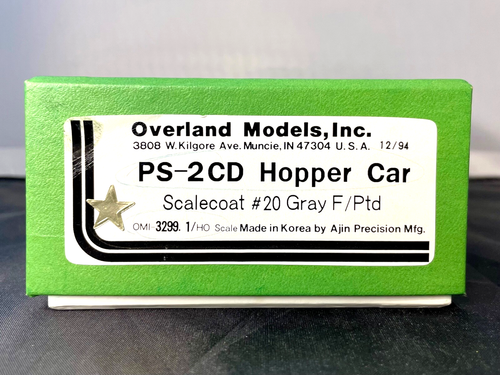 Overland Models,Inc.
3808 W.Kilgore Ave. Muncie, IN 47304 U.S.A. 12/94
PS-2CD Hopper Car
Scalecoat #20 Gray F/Ptd
OMI-3299.1/HO Scale Made in Korea by Ajin Precision Mfg.